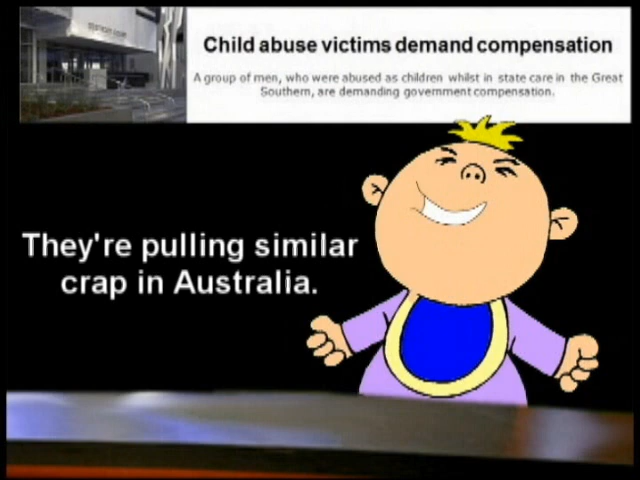 Child abuse victims demand compensation
A group of men, who were abused as children whilst in state care in the Great
Southern, are demanding government compensation.
They're pulling similar
crap in Australia.